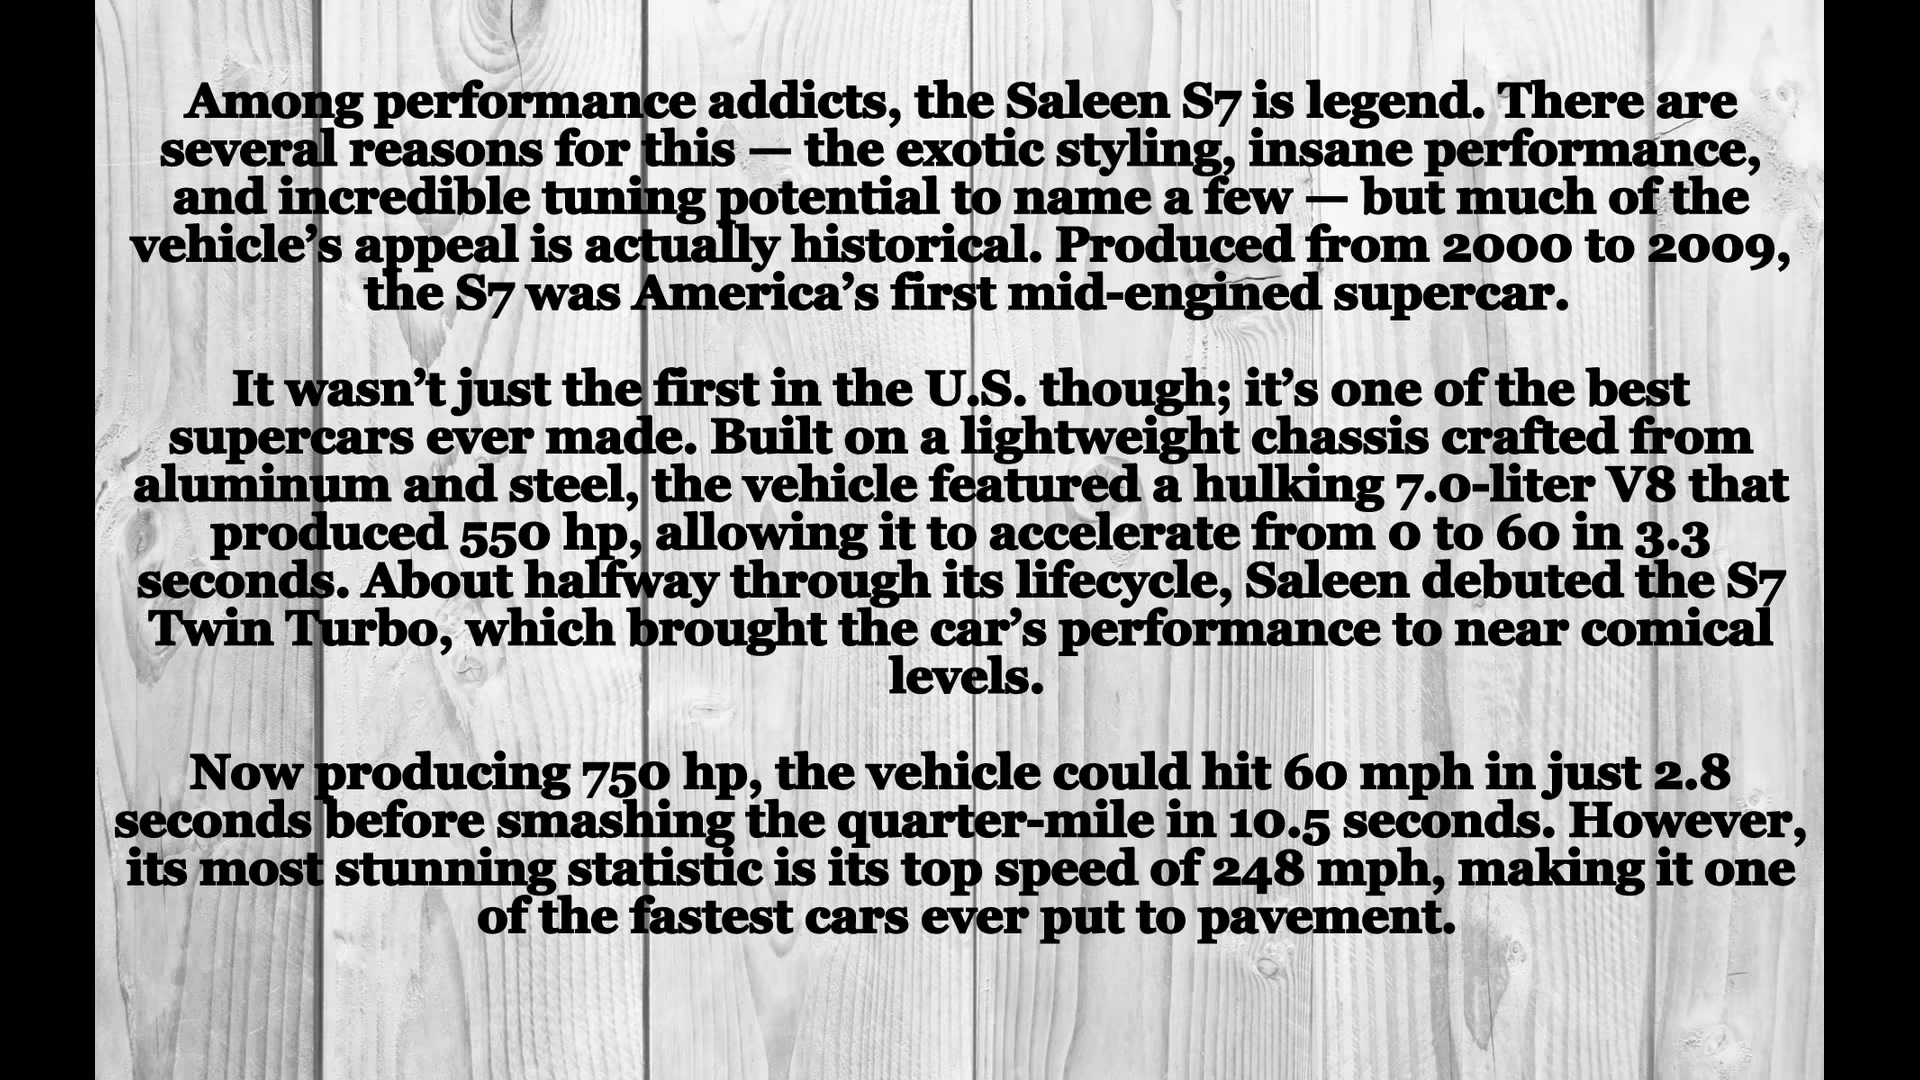 Among performance addicts, the Saleen S7 is legend. There are
several reasons for this — the exotic styling, insane performance,
and incredible tuning potential to name a few — but much of the
vehicle’s appeal is actually historical. Produced from 2000 to 2009,
the S7 was America’s first mid-engined supercar.
It wasn’t just the first in the U.S. though; it’s one of the best
supercars ever made. Built on a lightweight chassis crafted from
aluminum and steel, the vehicle featured a hulking 7.0-liter V8 that
produced 550 hp, allowing it to accelerate from 0 to 60 in 3.3
seconds. About halfway through its lifecycle, Saleen debuted the S7
Twin Turbo, which brought the car’s performance to near comical
levels.
Now producing 750 hp, the vehicle could hit 60 mph in just 2.8
seconds before smashing the quarter-mile in 10.5 seconds. However,
its most stunning statistic is its top speed of 248 mph, making it one
of the fastest cars ever put to pavement.